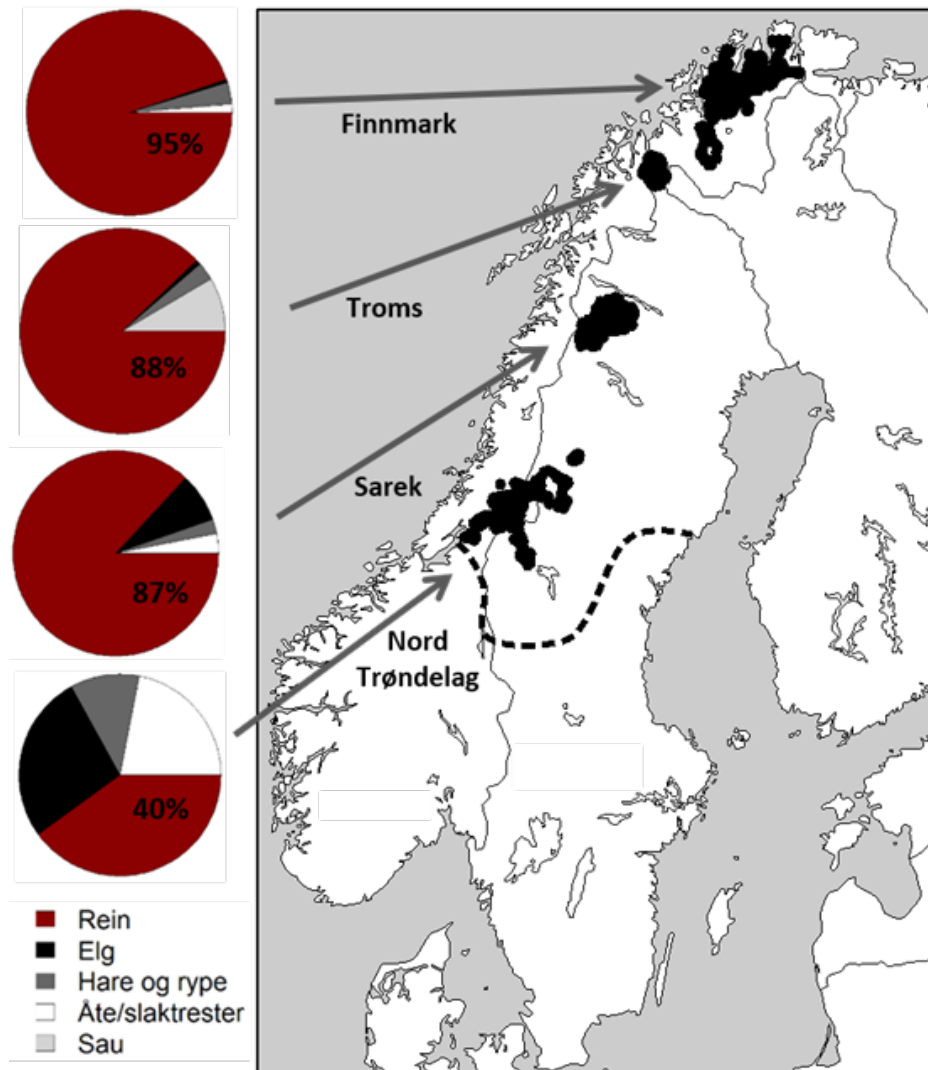 95%
88%
87%
40%
Rein
Elg
Hare og rype
Åte/slaktrester
Sau
Finnmark
Troms
Sarek
Nord
Trøndelag